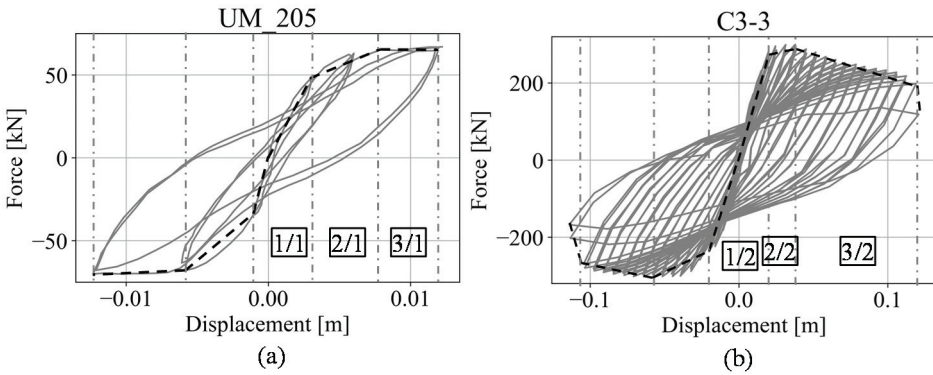 UM_205
50
0
−50
Force [kN]
1/1
2/1
3/1
−0.01
0.00
0.01
Displacement [m]
(a)
C3-3
200
0
−200
Force [kN]
1/2
2/2
3/2
−0.1
0.0
0.1
Displacement [m]
(b)